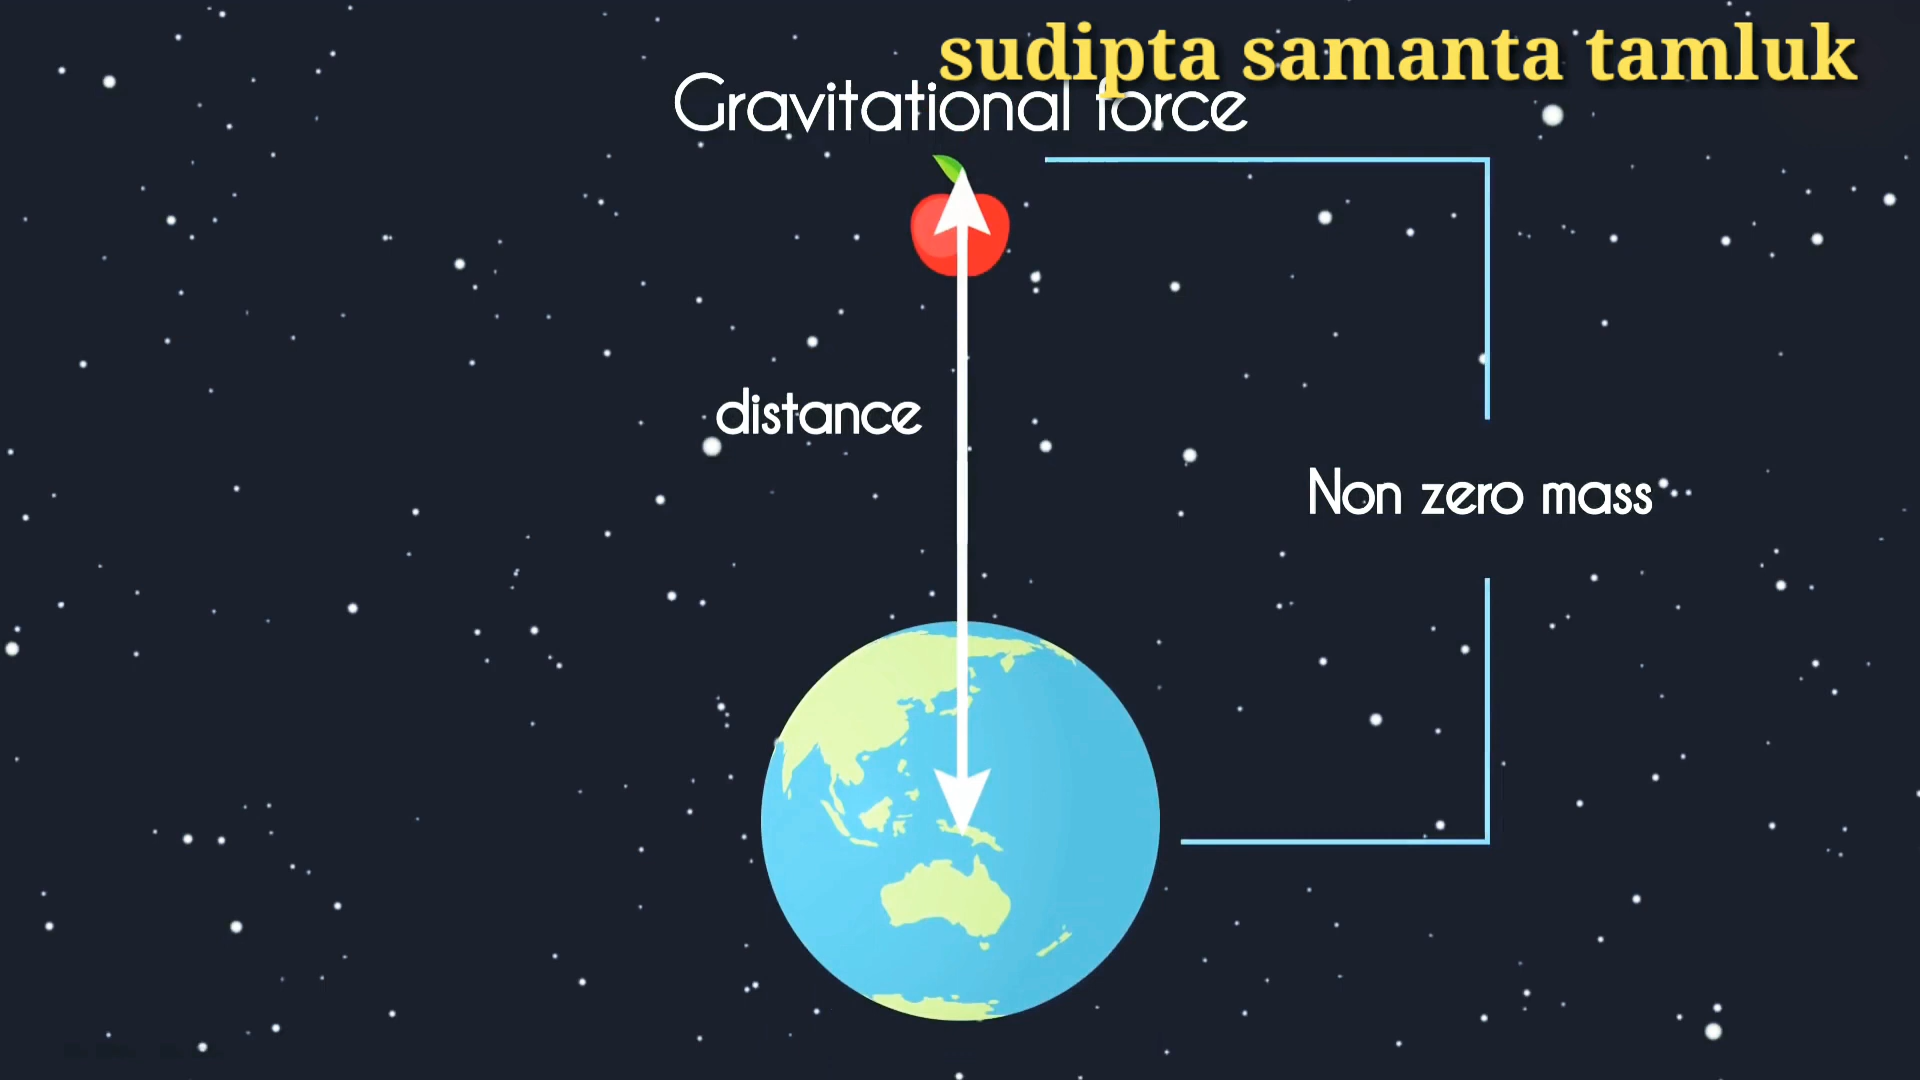 sudipta samanta tamluk
Gravitational force
distance
Non zero mass